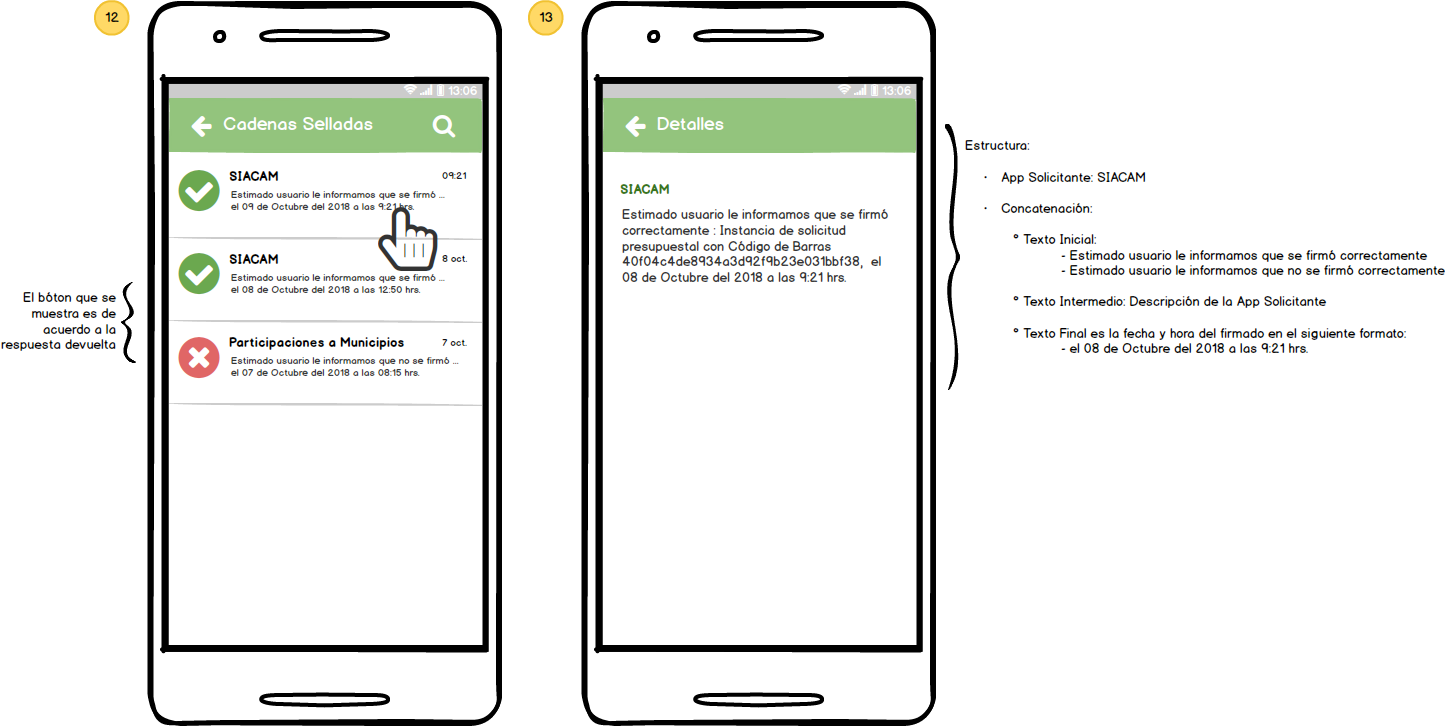 12
13:06
Cadenas Selladas
SIACAM
09:21
Estimado usuario le informamos que se firmó ...
el 09 de Octubre del 2018 a las 9:21 hrs.
SIACAM
8 oct.
Estimado usuario le informamos que se firmó ...
el 08 de Octubre del 2018 a las 12:50 hrs.
Participaciones a Municipios
7 oct.
Estimado usuario le informamos que no se firmó ...
el 07 de Octubre del 2018 a las 08:15 hrs.
El bóton que se
muestra es de
acuerdo a la
respuesta devuelta
13
13:06
Detalles
SIACAM
Estimado usuario le informamos que se firmó
correctamente : Instancia de solicitud
presupuestal con Código de Barras
40f04c4de8934a3d92f9b23e031bbf38, el
08 de Octubre del 2018 a las 9:21 hrs.
Estructura:
· App Solicitante: SIACAM
· Concatenación:
° Texto Inicial:
- Estimado usuario le informamos que se firmó correctamente
- Estimado usuario le informamos que no se firmó correctamente
° Texto Intermedio: Descripción de la App Solicitante
° Texto Final es la fecha y hora del firmado en el siguiente formato:
- el 08 de Octubre del 2018 a las 9:21 hrs.